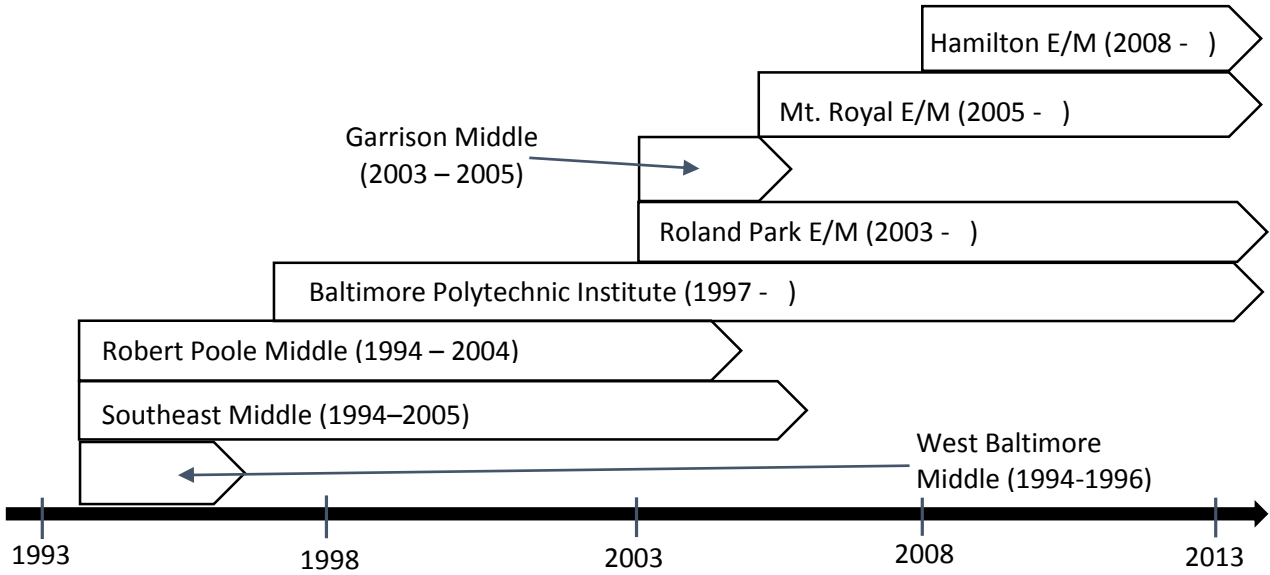 Hamilton E/M (2008 -   )
Mt. Royal E/M (2005 -   )
Garrison Middle
(2003 – 2005)
Roland Park E/M (2003 -   )
Baltimore Polytechnic Institute (1997 -   )
Robert Poole Middle (1994 – 2004)
Southeast Middle (1994–2005)
West Baltimore
Middle (1994-1996)
1993
1998
2003
2008
2013